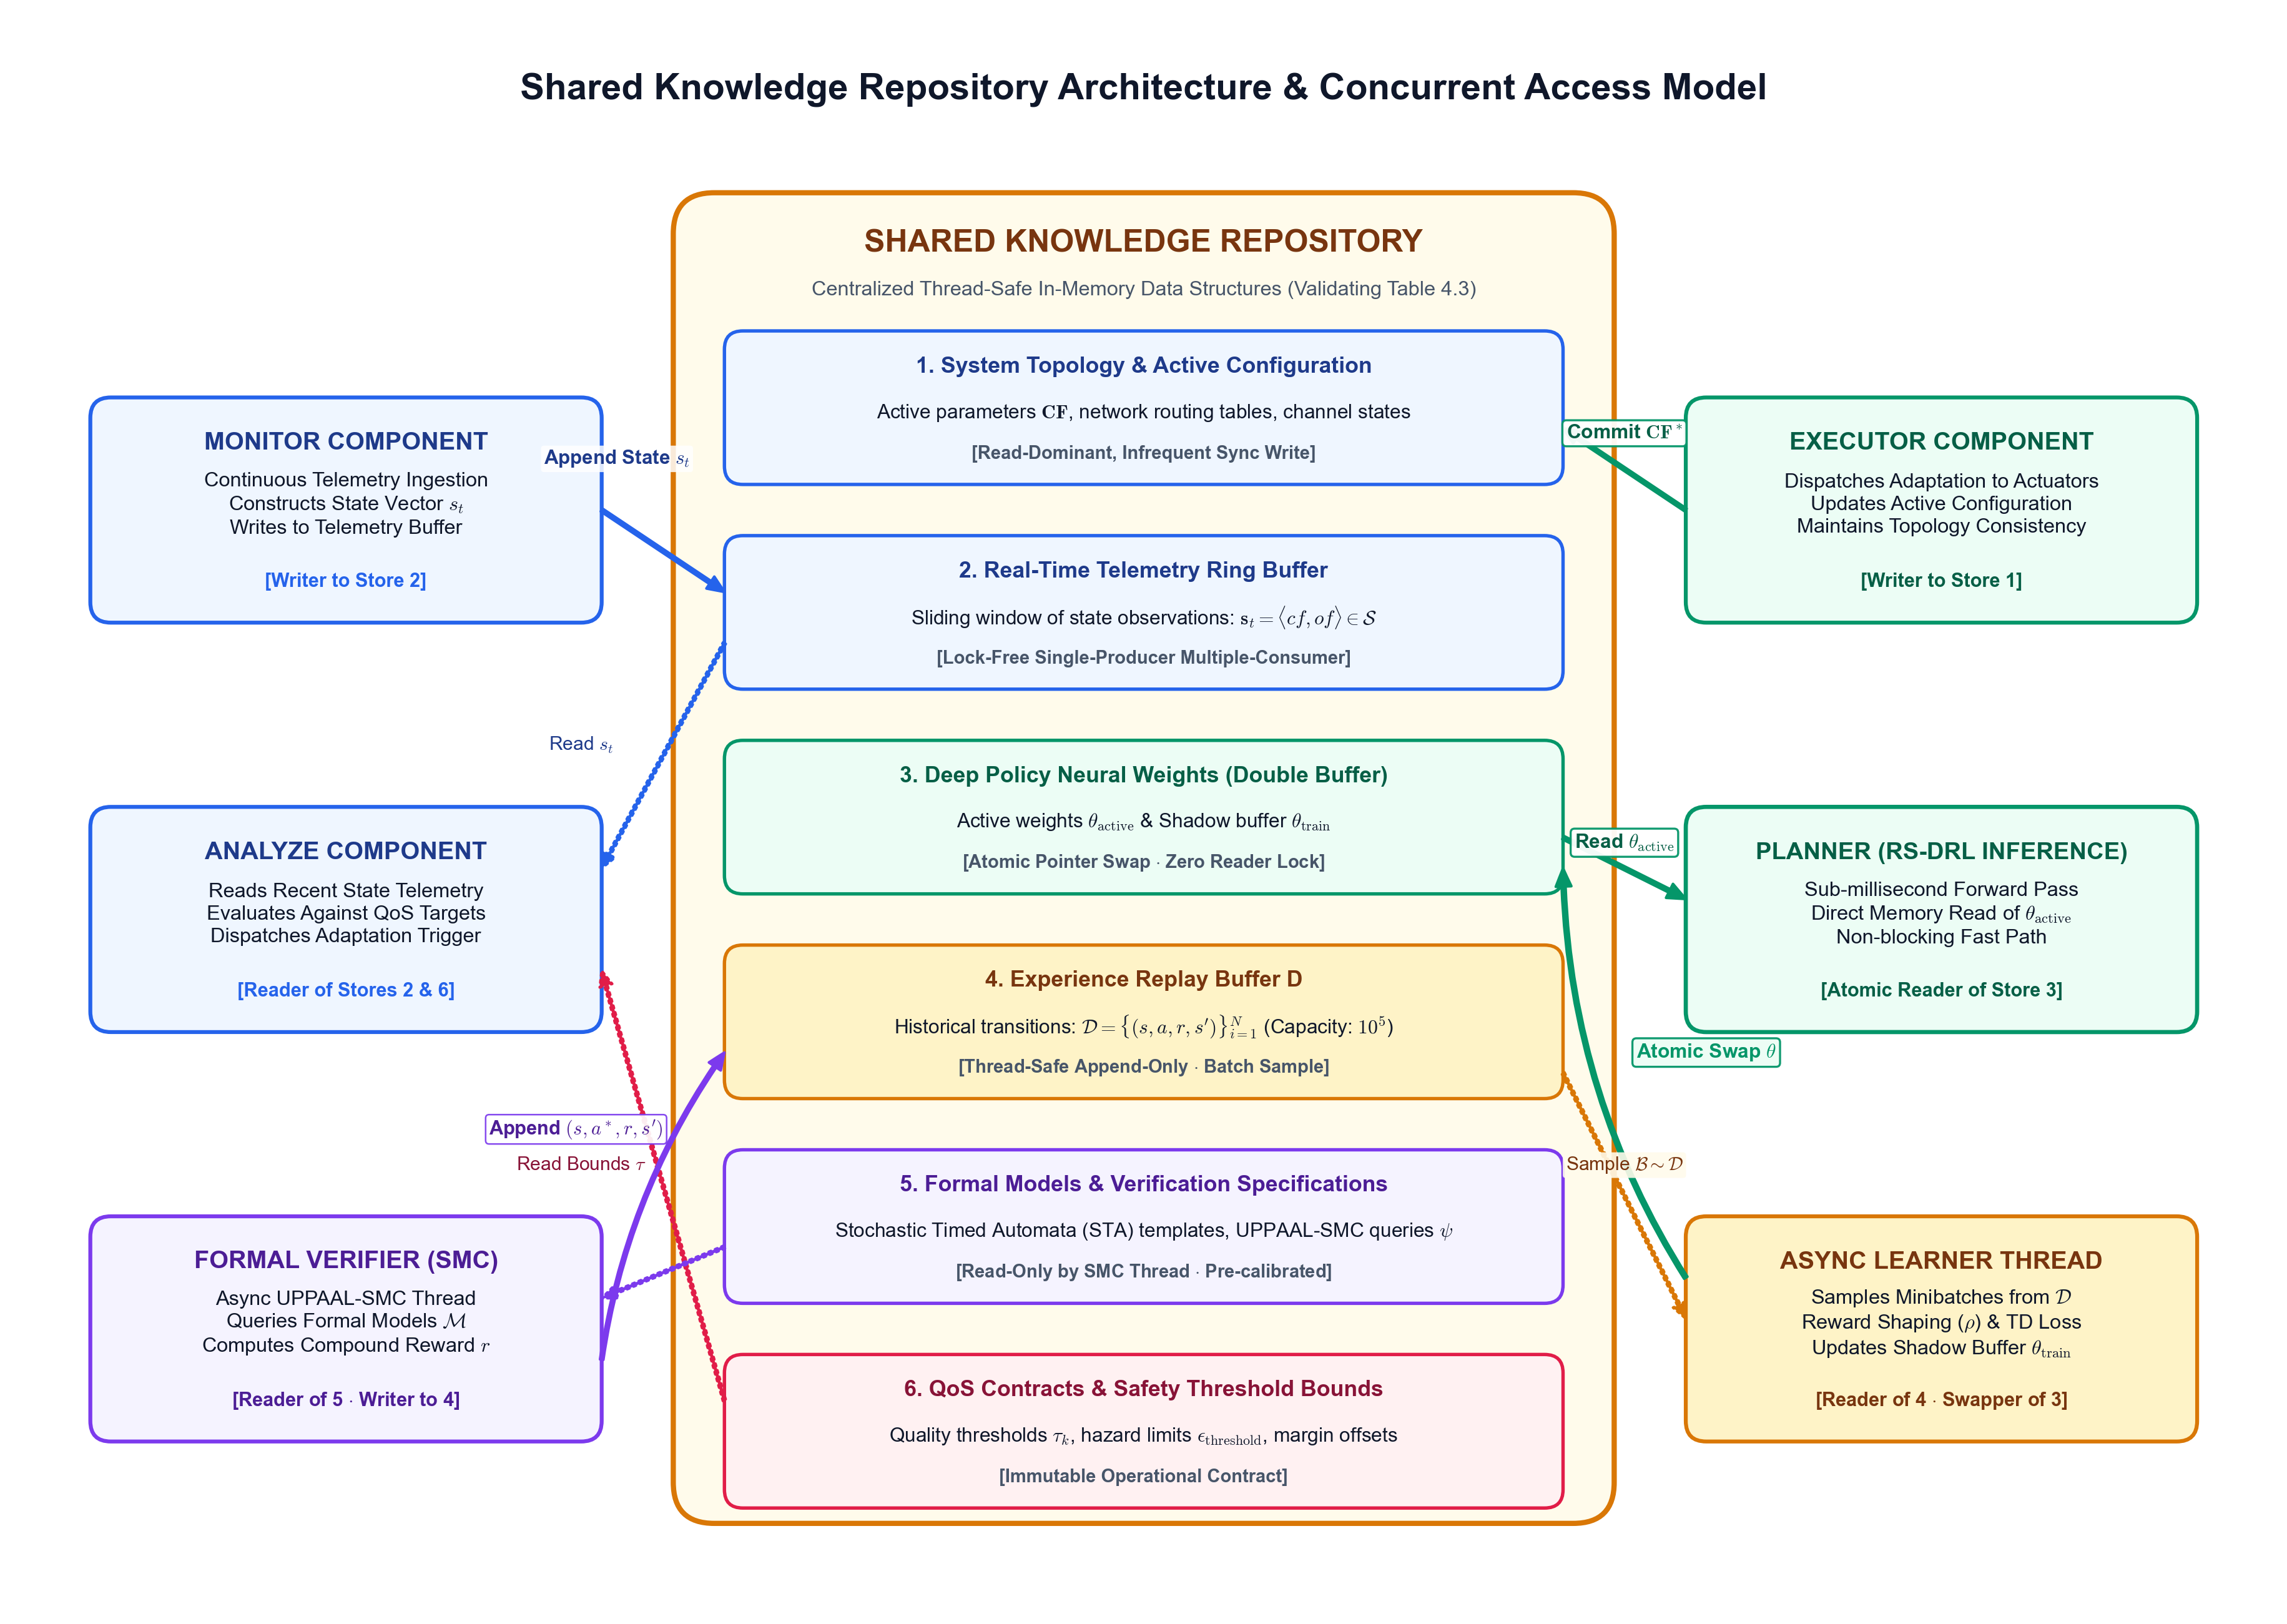 Shared Knowledge Repository Architecture & Concurrent Access Model
SHARED KNOWLEDGE REPOSITORY
Centralized Thread-Safe In-Memory Data Structures (Validating Table 4.3)
1. System Topology & Active Configuration
Active parameters CF, network routing tables, channel states
[Read-Dominant, Infrequent Sync Write]
2. Real-Time Telemetry Ring Buffer
Sliding window of state observations: s_t = ⟨cf, of⟩ ∈ 𝒮
[Lock-Free Single-Producer Multiple-Consumer]
3. Deep Policy Neural Weights (Double Buffer)
Active weights θ_active & Shadow buffer θ_train
[Atomic Pointer Swap · Zero Reader Lock]
4. Experience Replay Buffer D
Historical transitions: 𝒟 = {(s, a, r, s′)}_{i=1}^N (Capacity: 10^5)
[Thread-Safe Append-Only · Batch Sample]
5. Formal Models & Verification Specifications
Stochastic Timed Automata (STA) templates, UPPAAL-SMC queries ψ
[Read-Only by SMC Thread · Pre-calibrated]
6. QoS Contracts & Safety Threshold Bounds
Quality thresholds τ_k, hazard limits ϵ_threshold, margin offsets
[Immutable Operational Contract]
MONITOR COMPONENT
Continuous Telemetry Ingestion
Constructs State Vector s_t
Writes to Telemetry Buffer
[Writer to Store 2]
Append State s_t
Read s_t
ANALYZE COMPONENT
Reads Recent State Telemetry
Evaluates Against QoS Targets
Dispatches Adaptation Trigger
[Reader of Stores 2 & 6]
Append (s, a*, r, s′)
Read Bounds τ
FORMAL VERIFIER (SMC)
Async UPPAAL-SMC Thread
Queries Formal Models ℳ
Computes Compound Reward r
[Reader of 5 · Writer to 4]
Commit CF*
EXECUTOR COMPONENT
Dispatches Adaptation to Actuators
Updates Active Configuration
Maintains Topology Consistency
[Writer to Store 1]
Read θ_active
PLANNER (RS-DRL INFERENCE)
Sub-millisecond Forward Pass
Direct Memory Read of θ_active
Non-blocking Fast Path
[Atomic Reader of Store 3]
Atomic Swap θ
Sample ℬ ∼ 𝒟
ASYNC LEARNER THREAD
Samples Minibatches from 𝒟
Reward Shaping (ρ) & TD Loss
Updates Shadow Buffer θ_train
[Reader of 4 · Swapper of 3]